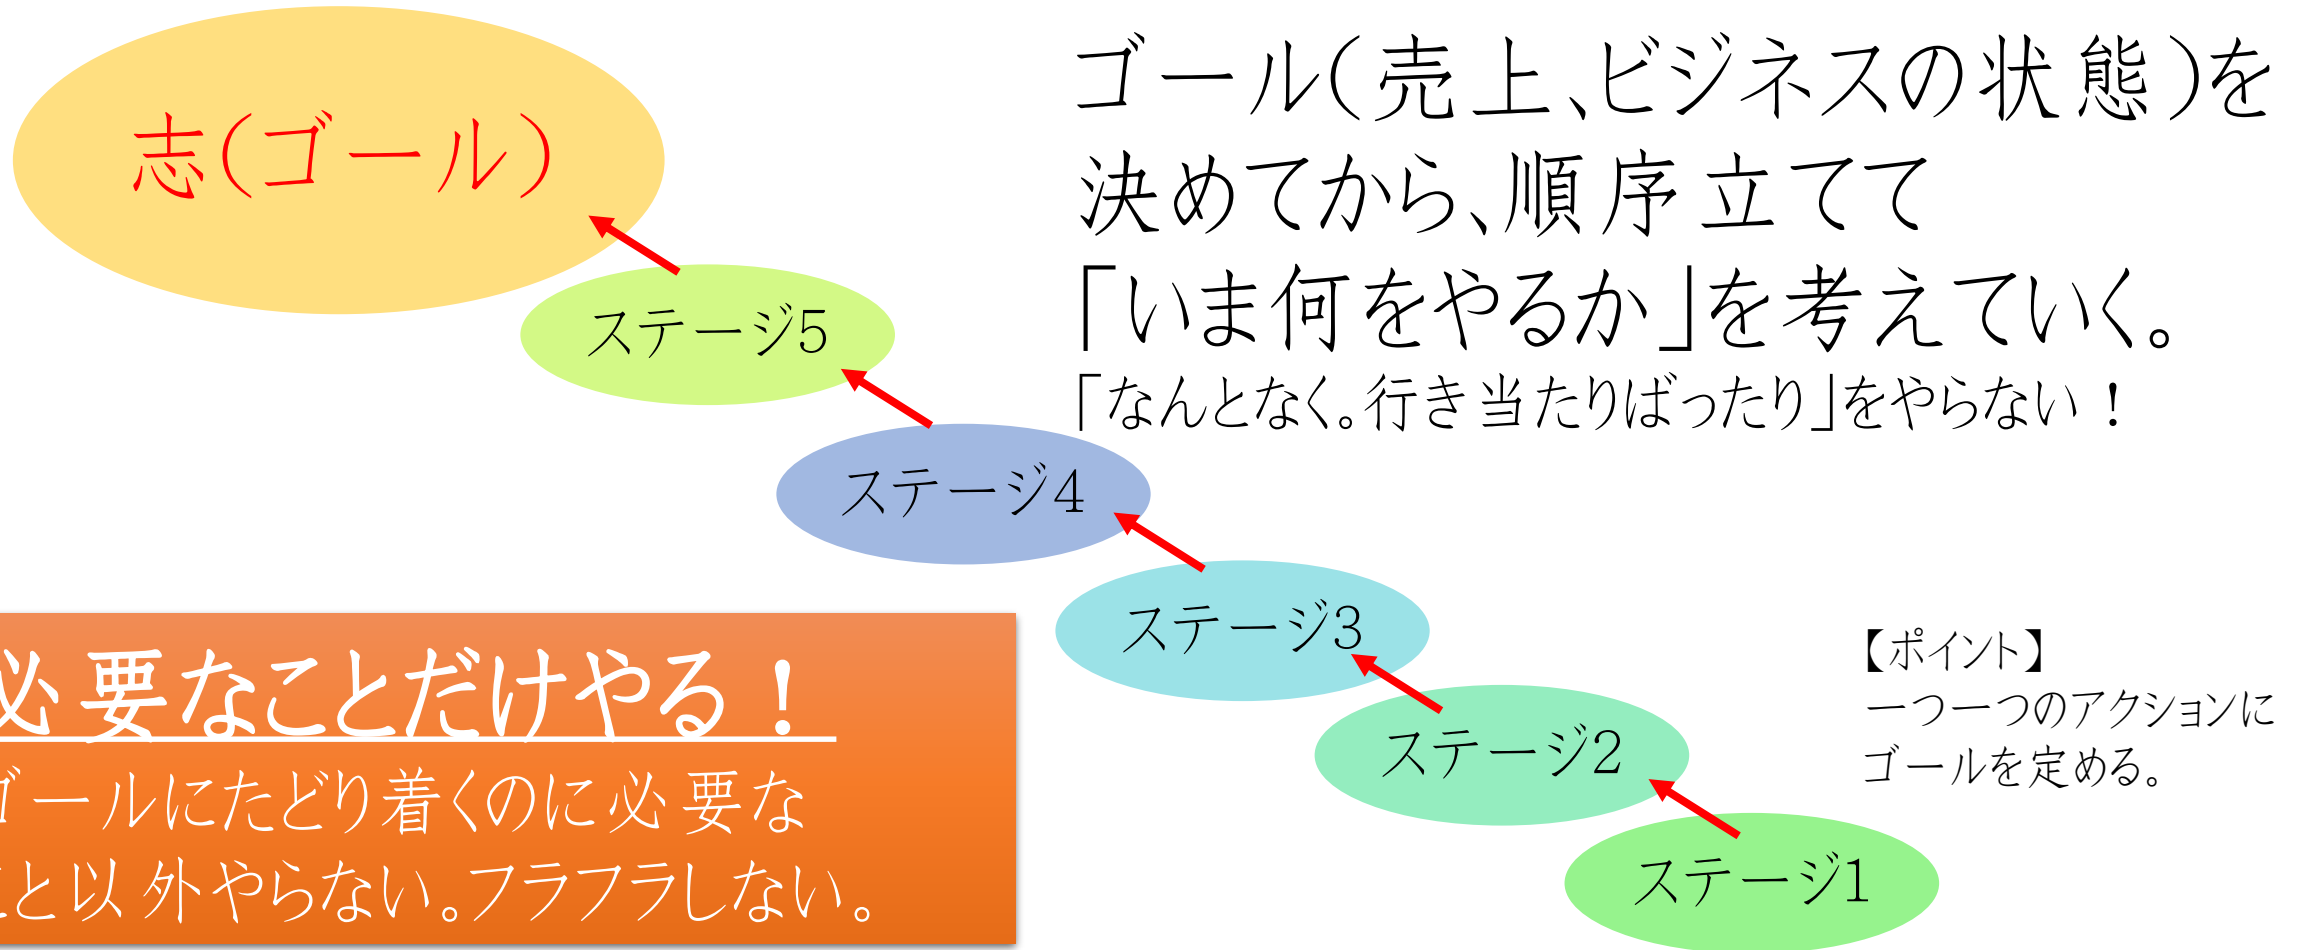 志(ゴール)
ゴール(売上、ビジネスの状態)を
決めてから、順序立てて
「いま何をやるか」を考えていく。
「なんとなく。行き当たりばったり」をやらない!
ステージ5
ステージ4
ステージ3
ステージ2
ステージ1
【ポイント】
一つ一つのアクションに
ゴールを定める。
必要なことだけやる!
ゴールにたどり着くのに必要な
こと以外やらない。フラフラしない。